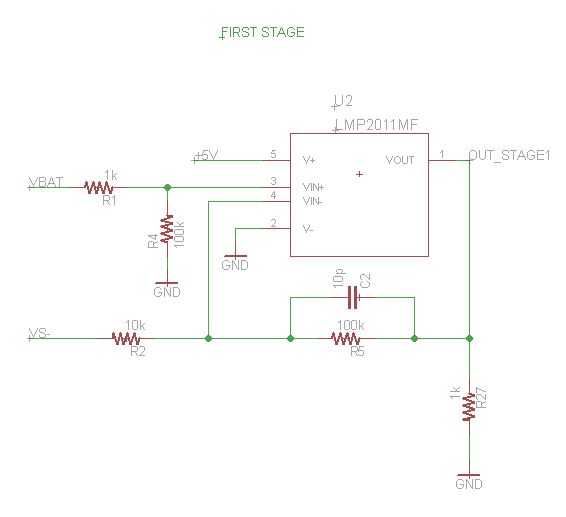 FIRST STAGE
U2
LMP2011MF
+5V
5
V+
VOUT
1
OUT_STAGE1
VBAT
1k
R1
3
VIN+
4
VIN-
R4
100k
2
V-
GND
GND
10p
C2
VS-
10k
R2
100k
R5
1k
R27
GND